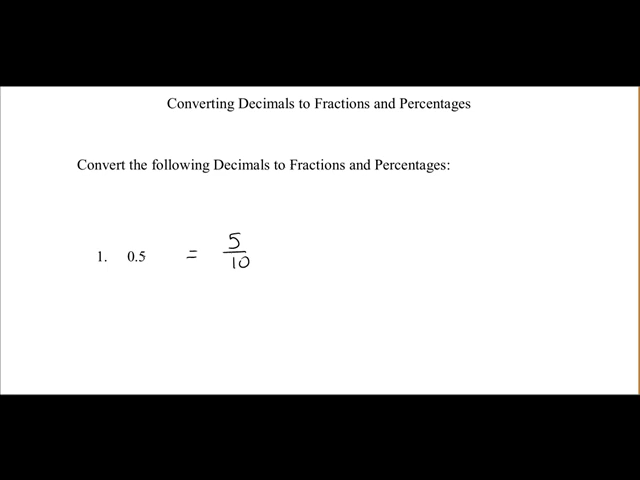 Converting Decimals to Fractions and Percentages
Convert the following Decimals to Fractions and Percentages:
1. 0.5 = 5/10